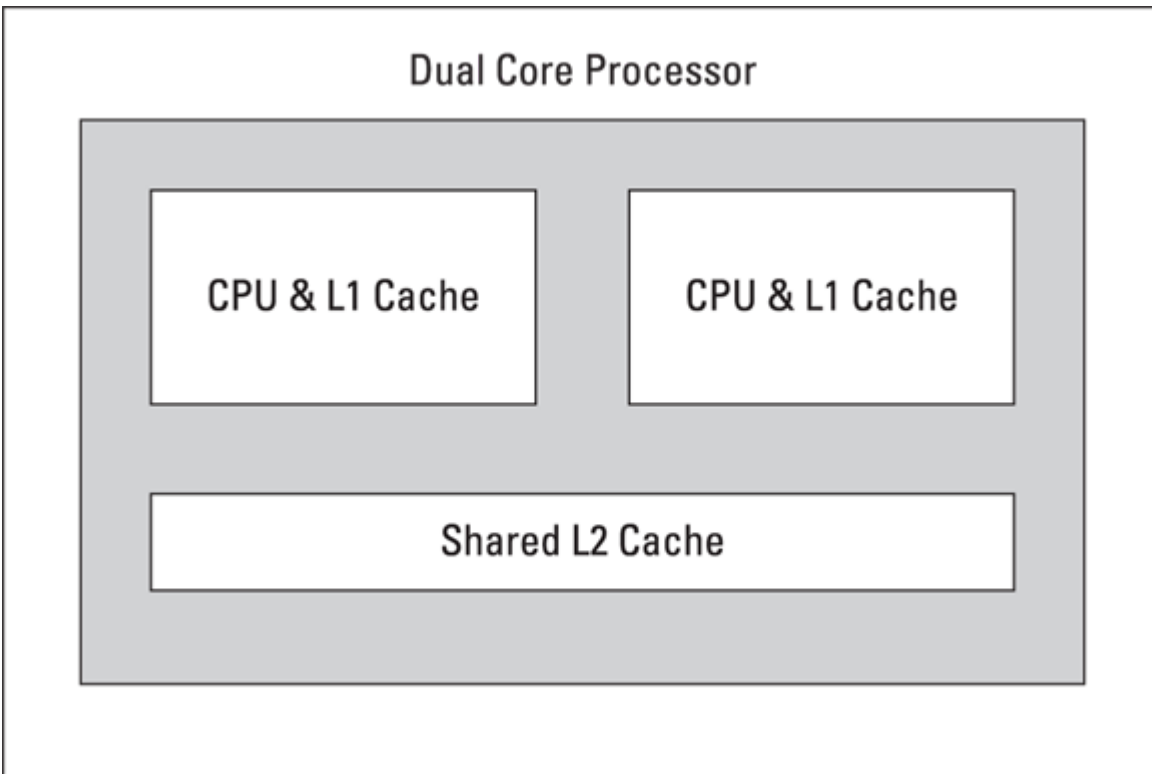 Dual Core Processor
CPU & L1 Cache
CPU & L1 Cache
Shared L2 Cache